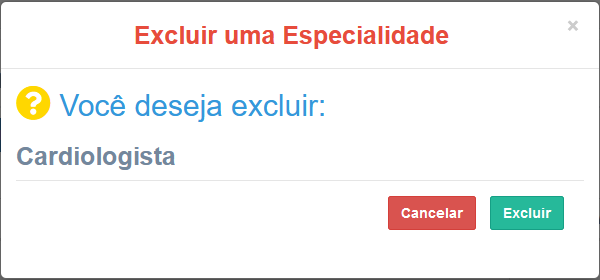 Excluir uma Especialidade
×
? Você deseja excluir:
Cardiologista
Cancelar Excluir